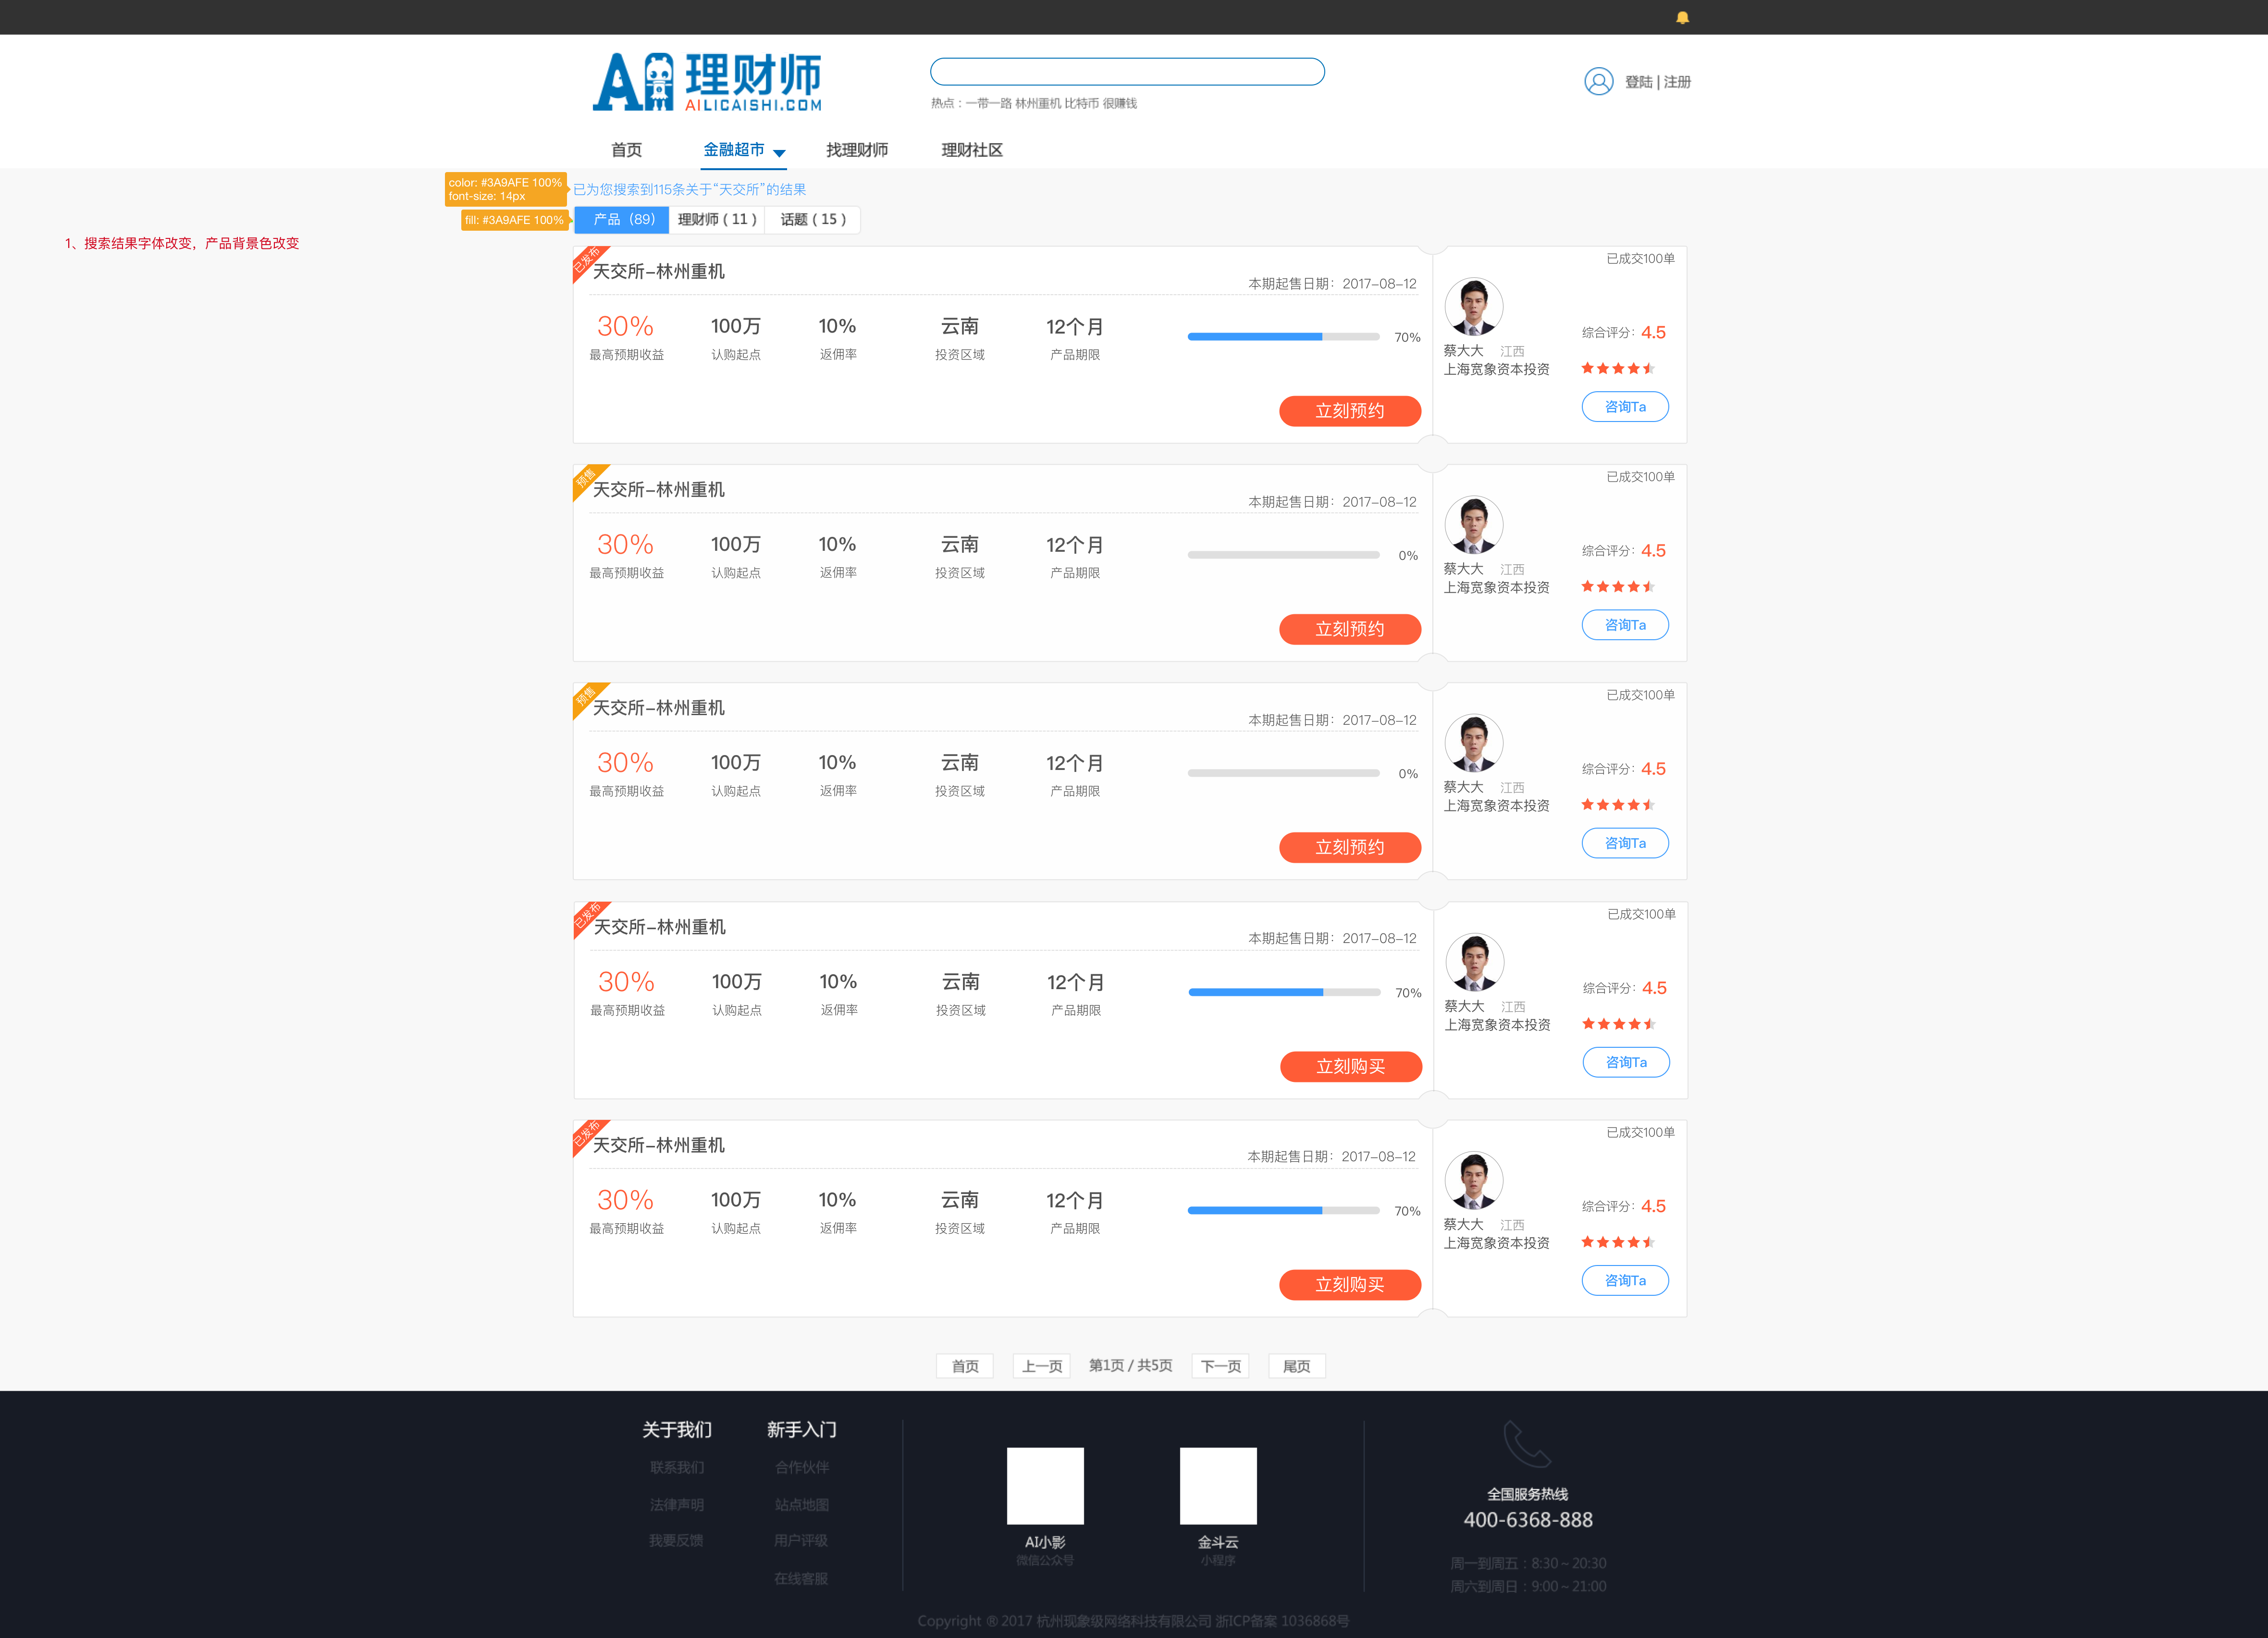 AI理财师
AILICAISHI.COM
热点：一带一路 林州重机 比特币 很赚钱
登陆 | 注册
首页 金融超市 找理财师 理财社区
color: #3A9AFE 100%
font-size: 14px
已为您搜索到115条关于“天交所”的结果
fill: #3A9AFE 100%
产品（89） 理财师（11） 话题（15）
1、搜索结果字体改变，产品背景色改变
已发布
天交所-林州重机
本期起售日期：2017-08-12
30% 100万 10% 云南 12个月 70%
最高预期收益 认购起点 返佣率 投资区域 产品期限
立刻预约
已成交100单
综合评分：4.5
蔡大大 江西
上海宽象资本投资
咨询Ta
预售
天交所-林州重机
本期起售日期：2017-08-12
30% 100万 10% 云南 12个月 0%
最高预期收益 认购起点 返佣率 投资区域 产品期限
立刻预约
已成交100单
综合评分：4.5
蔡大大 江西
上海宽象资本投资
咨询Ta
预售
天交所-林州重机
本期起售日期：2017-08-12
30% 100万 10% 云南 12个月 0%
最高预期收益 认购起点 返佣率 投资区域 产品期限
立刻预约
已成交100单
综合评分：4.5
蔡大大 江西
上海宽象资本投资
咨询Ta
已发布
天交所-林州重机
本期起售日期：2017-08-12
30% 100万 10% 云南 12个月 70%
最高预期收益 认购起点 返佣率 投资区域 产品期限
立刻购买
已成交100单
综合评分：4.5
蔡大大 江西
上海宽象资本投资
咨询Ta
已发布
天交所-林州重机
本期起售日期：2017-08-12
30% 100万 10% 云南 12个月 70%
最高预期收益 认购起点 返佣率 投资区域 产品期限
立刻购买
已成交100单
综合评分：4.5
蔡大大 江西
上海宽象资本投资
咨询Ta
首页 上一页 第1页 / 共5页 下一页 尾页
关于我们
联系我们
法律声明
我要反馈
新手入门
合作伙伴
站点地图
用户评级
在线客服
AI小影
微信公众号
金斗云
小程序
全国服务热线
400-6368-888
周一到周五：8:30 ~ 20:30
周六到周日：9:00 ~ 21:00
Copyright ® 2017 杭州现象级网络科技有限公司 浙ICP备案 1036868号